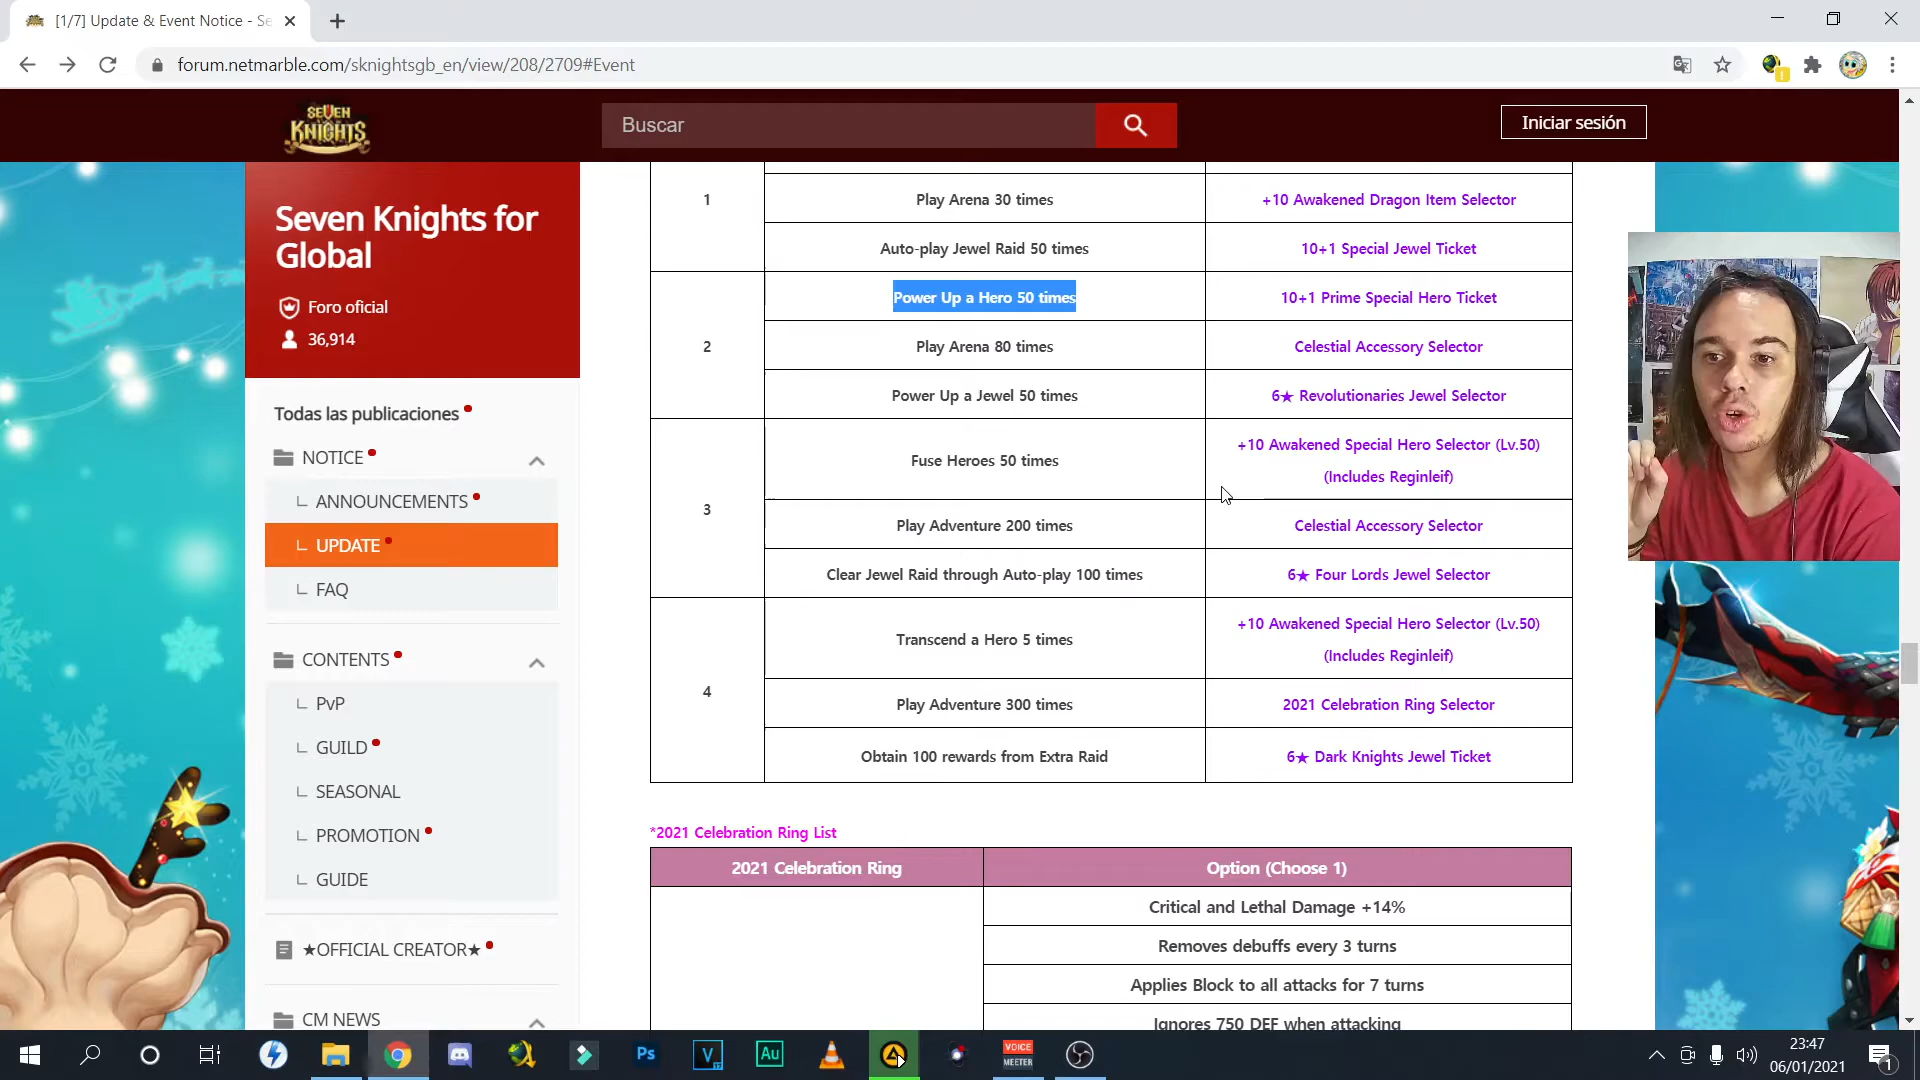 [1/7] Update & Event Notice - Se
forum.netmarble.com/sknightsgb_en/view/208/2709#Event
SEVEN KNIGHTS
Buscar
Iniciar sesión
Seven Knights for Global
Foro oficial
36,914
Todas las publicaciones
NOTICE
ANNOUNCEMENTS
UPDATE
FAQ
CONTENTS
PvP
GUILD
SEASONAL
PROMOTION
GUIDE
★OFFICIAL CREATOR★
CM NEWS
1
Play Arena 30 times
+10 Awakened Dragon Item Selector
Auto-play Jewel Raid 50 times
10+1 Special Jewel Ticket
2
Power Up a Hero 50 times
10+1 Prime Special Hero Ticket
Play Arena 80 times
Celestial Accessory Selector
Power Up a Jewel 50 times
6★ Revolutionaries Jewel Selector
3
Fuse Heroes 50 times
+10 Awakened Special Hero Selector (Lv.50)
(Includes Reginleif)
Play Adventure 200 times
Celestial Accessory Selector
Clear Jewel Raid through Auto-play 100 times
6★ Four Lords Jewel Selector
4
Transcend a Hero 5 times
+10 Awakened Special Hero Selector (Lv.50)
(Includes Reginleif)
Play Adventure 300 times
2021 Celebration Ring Selector
Obtain 100 rewards from Extra Raid
6★ Dark Knights Jewel Ticket
*2021 Celebration Ring List
2021 Celebration Ring
Option (Choose 1)
Critical and Lethal Damage +14%
Removes debuffs every 3 turns
Applies Block to all attacks for 7 turns
Ignores 750 DEF when attacking
Ps
V
Au
VOICE
MEETER
23:47
06/01/2021
1